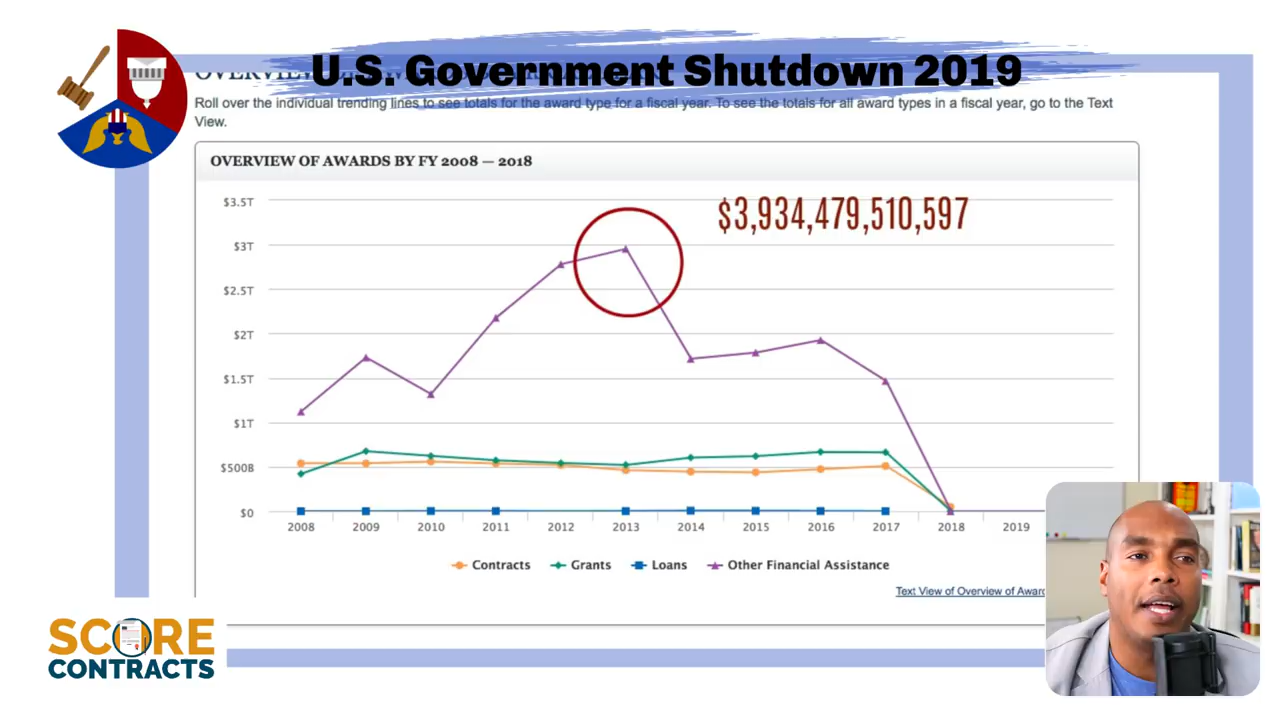 U.S. Government Shutdown 2019
Roll over the individual trending lines to see totals for the award type for a fiscal year. To see the totals for all award types in a fiscal year, go to the Text
View.
OVERVIEW OF AWARDS BY FY 2008 — 2018
$3,934,479,510,597
$3.5T
$3T
$2.5T
$2T
$1.5T
$1T
$500B
$0
2008 2009 2010 2011 2012 2013 2014 2015 2016 2017 2018 2019
Contracts Grants Loans Other Financial Assistance
Text View of Overview of Awar
SCORE
CONTRACTS